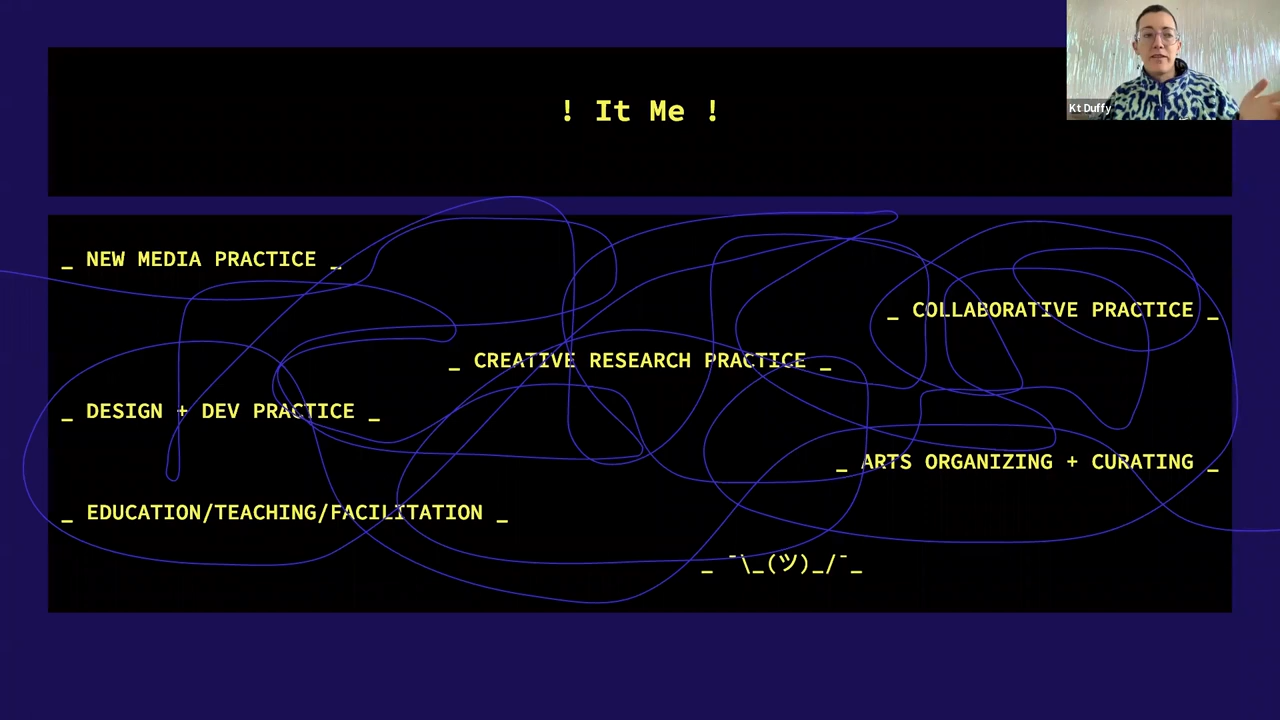 ! It Me !
Kt Duffy
_ NEW MEDIA PRACTICE _
_ COLLABORATIVE PRACTICE _
_ CREATIVE RESEARCH PRACTICE _
_ DESIGN + DEV PRACTICE _
_ ARTS ORGANIZING + CURATING _
_ EDUCATION/TEACHING/FACILITATION _
_ ¯\_(ツ)_/¯_